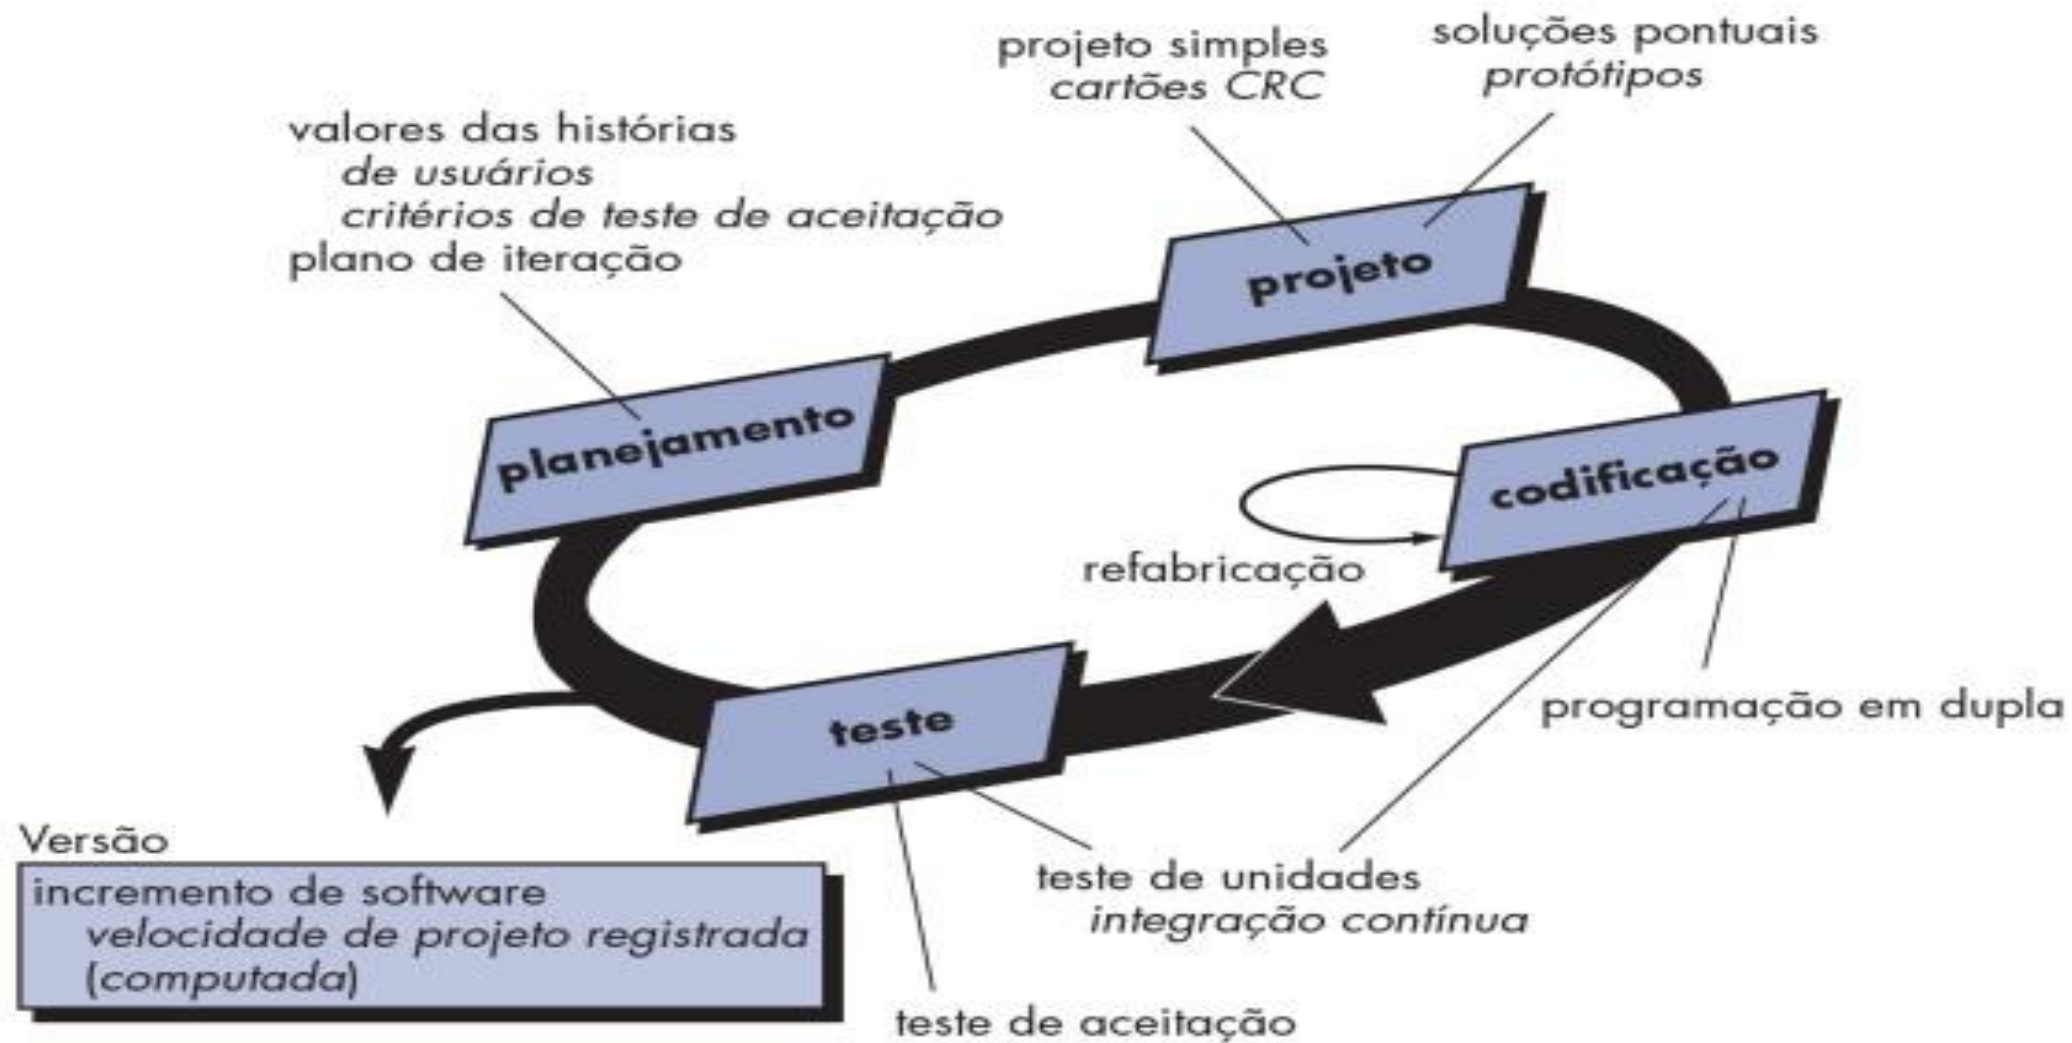 projeto simples
cartões CRC
soluções pontuais
protótipos
valores das histórias
de usuários
critérios de teste de aceitação
plano de iteração
projeto
planejamento
codificação
refabricação
programação em dupla
teste
Versão
incremento de software
velocidade de projeto registrada
(computada)
teste de unidades
integração contínua
teste de aceitação